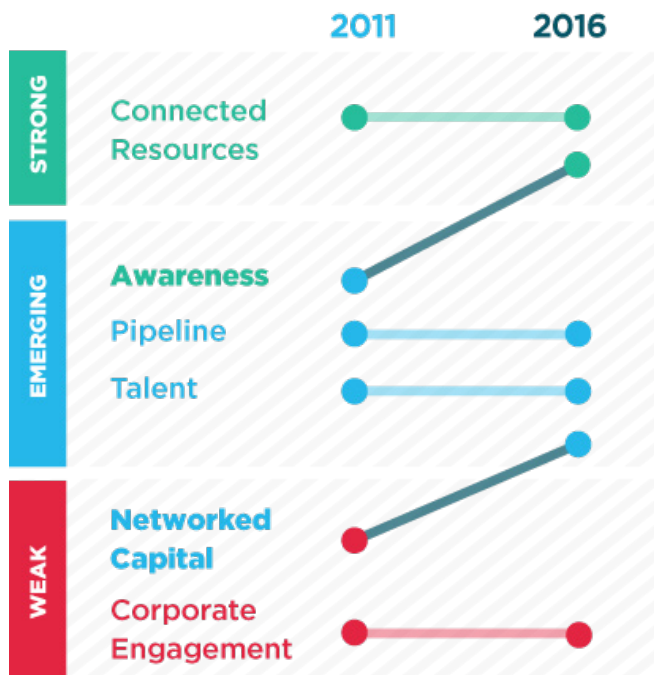 2011 2016
STRONG
Connected
Resources
EMERGING
Awareness
Pipeline
Talent
WEAK
Networked
Capital
Corporate
Engagement